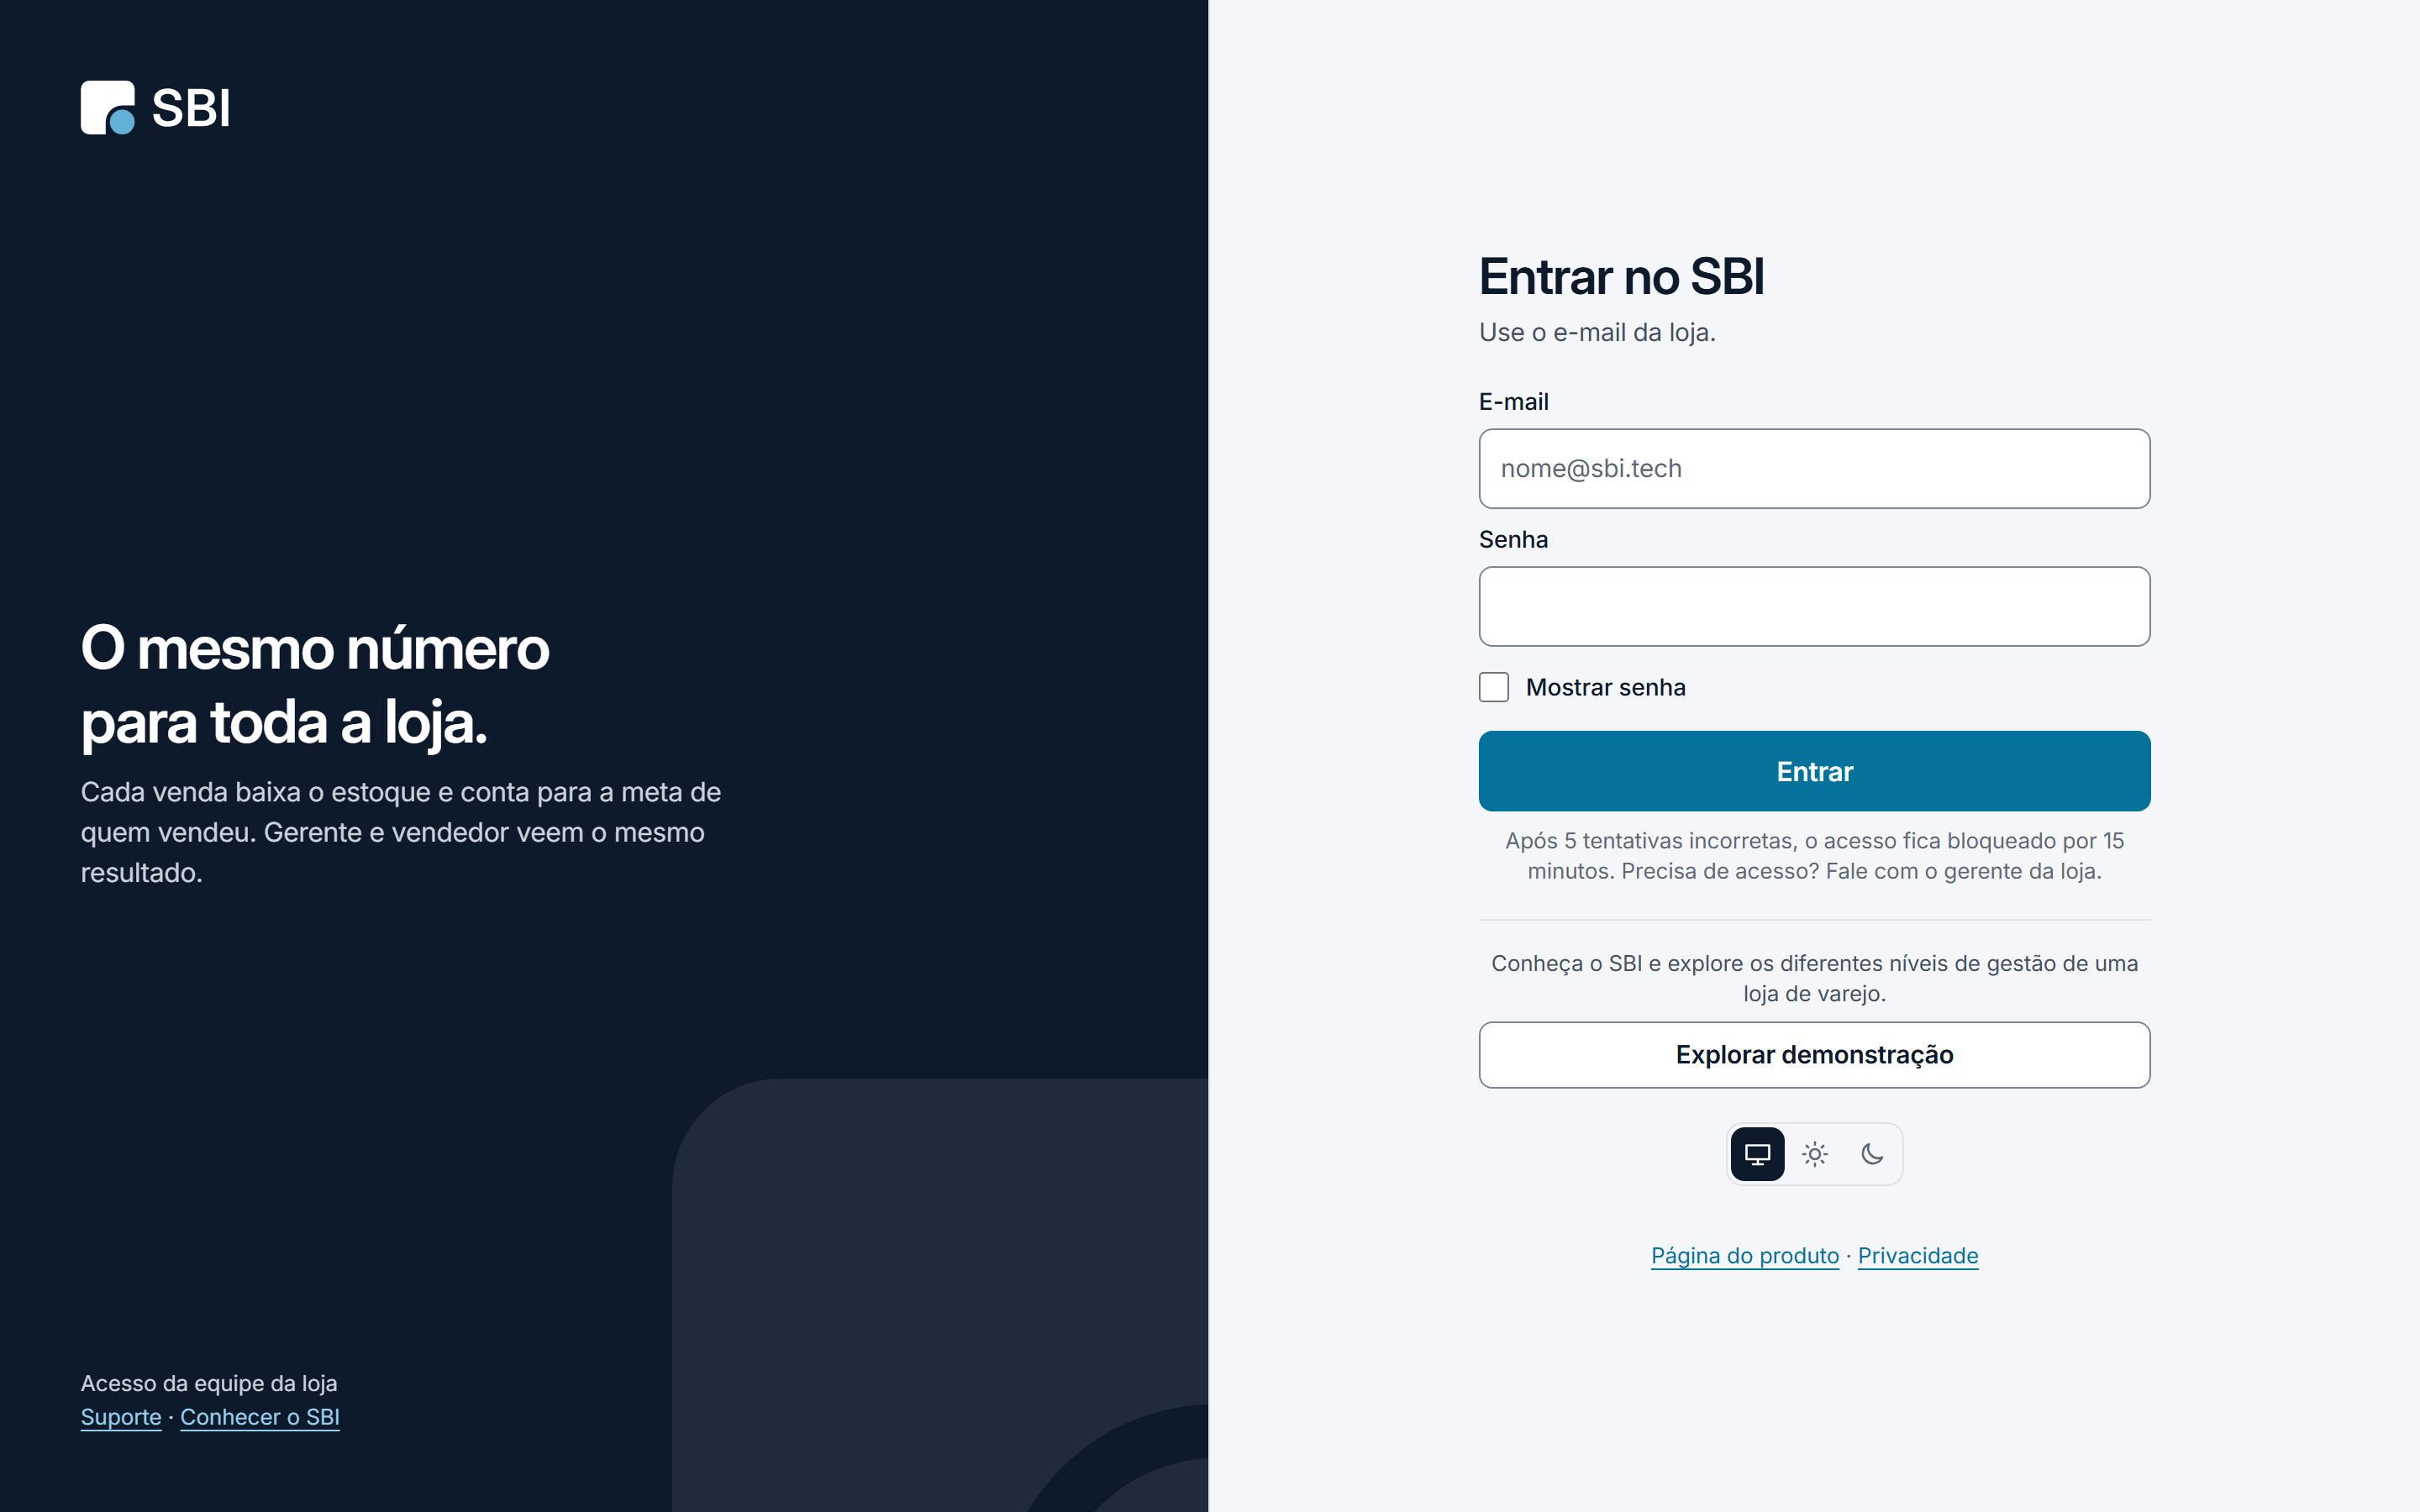 SBI
O mesmo número
para toda a loja.
Cada venda baixa o estoque e conta para a meta de
quem vendeu. Gerente e vendedor veem o mesmo
resultado.
Acesso da equipe da loja
Suporte · Conhecer o SBI
Entrar no SBI
Use o e-mail da loja.
E-mail
nome@sbi.tech
Senha
Mostrar senha
Entrar
Após 5 tentativas incorretas, o acesso fica bloqueado por 15
minutos. Precisa de acesso? Fale com o gerente da loja.
Conheça o SBI e explore os diferentes níveis de gestão de uma
loja de varejo.
Explorar demonstração
Página do produto · Privacidade